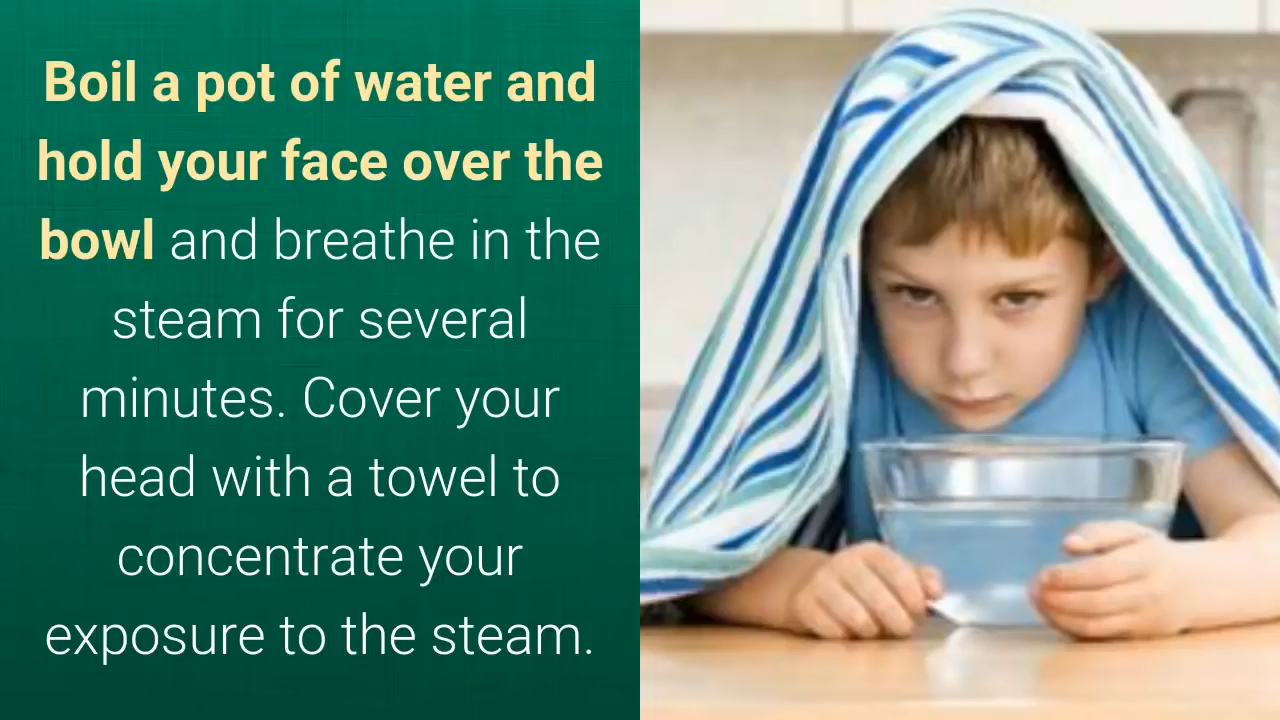 Boil a pot of water and
hold your face over the
bowl and breathe in the
steam for several
minutes. Cover your
head with a towel to
concentrate your
exposure to the steam.